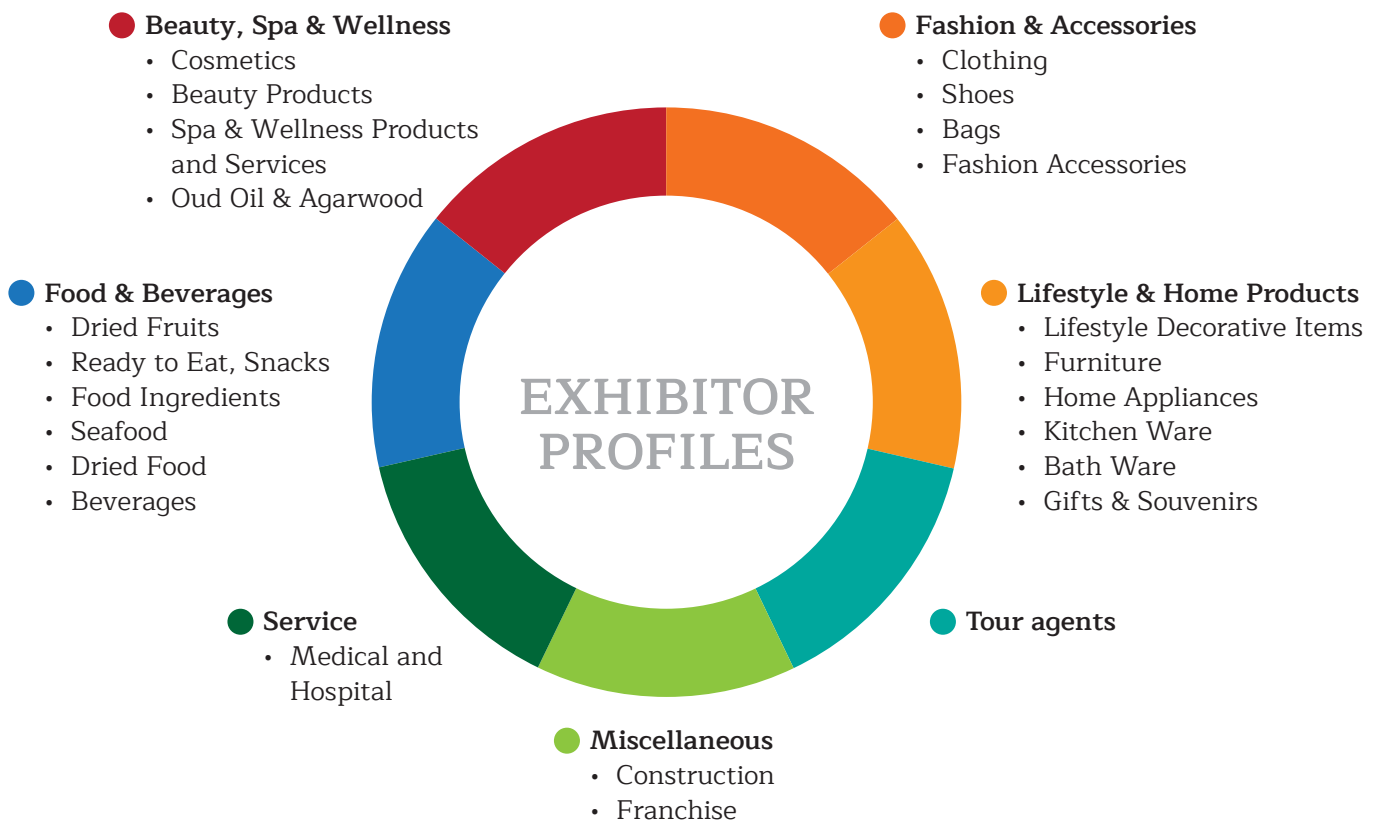 Beauty, Spa & Wellness
• Cosmetics
• Beauty Products
• Spa & Wellness Products
and Services
• Oud Oil & Agarwood
Fashion & Accessories
• Clothing
• Shoes
• Bags
• Fashion Accessories
Food & Beverages
• Dried Fruits
• Ready to Eat, Snacks
• Food Ingredients
• Seafood
• Dried Food
• Beverages
EXHIBITOR
PROFILES
Lifestyle & Home Products
• Lifestyle Decorative Items
• Furniture
• Home Appliances
• Kitchen Ware
• Bath Ware
• Gifts & Souvenirs
Service
• Medical and
Hospital
Tour agents
Miscellaneous
• Construction
• Franchise